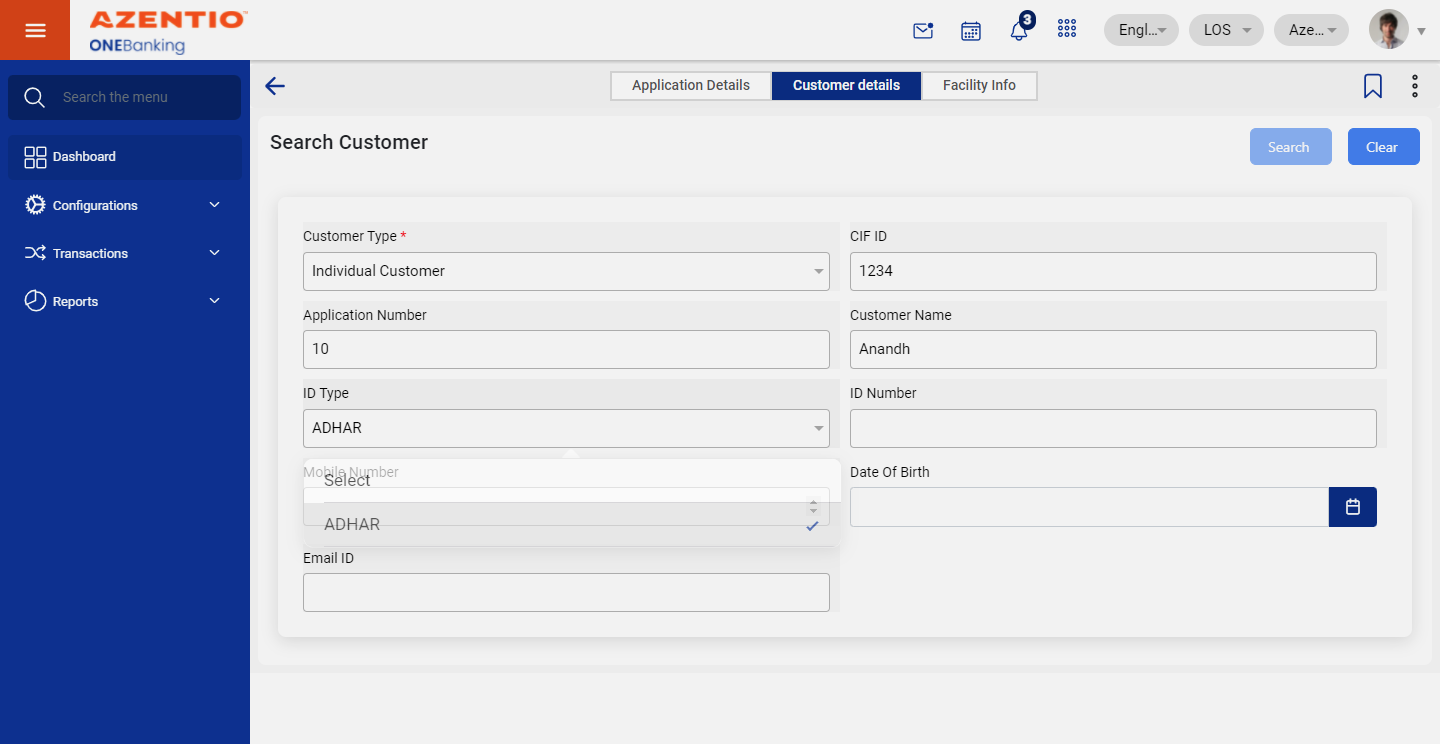 AZENTIO™
ONEBanking
3
Engl...
LOS
Aze...
Search the menu
Dashboard
Configurations
Transactions
Reports
Application Details
Customer details
Facility Info
Search Customer
Search
Clear
Customer Type *
Individual Customer
CIF ID
1234
Application Number
10
Customer Name
Anandh
ID Type
ADHAR
ID Number
Mobile Number
Select
ADHAR
Date Of Birth
Email ID